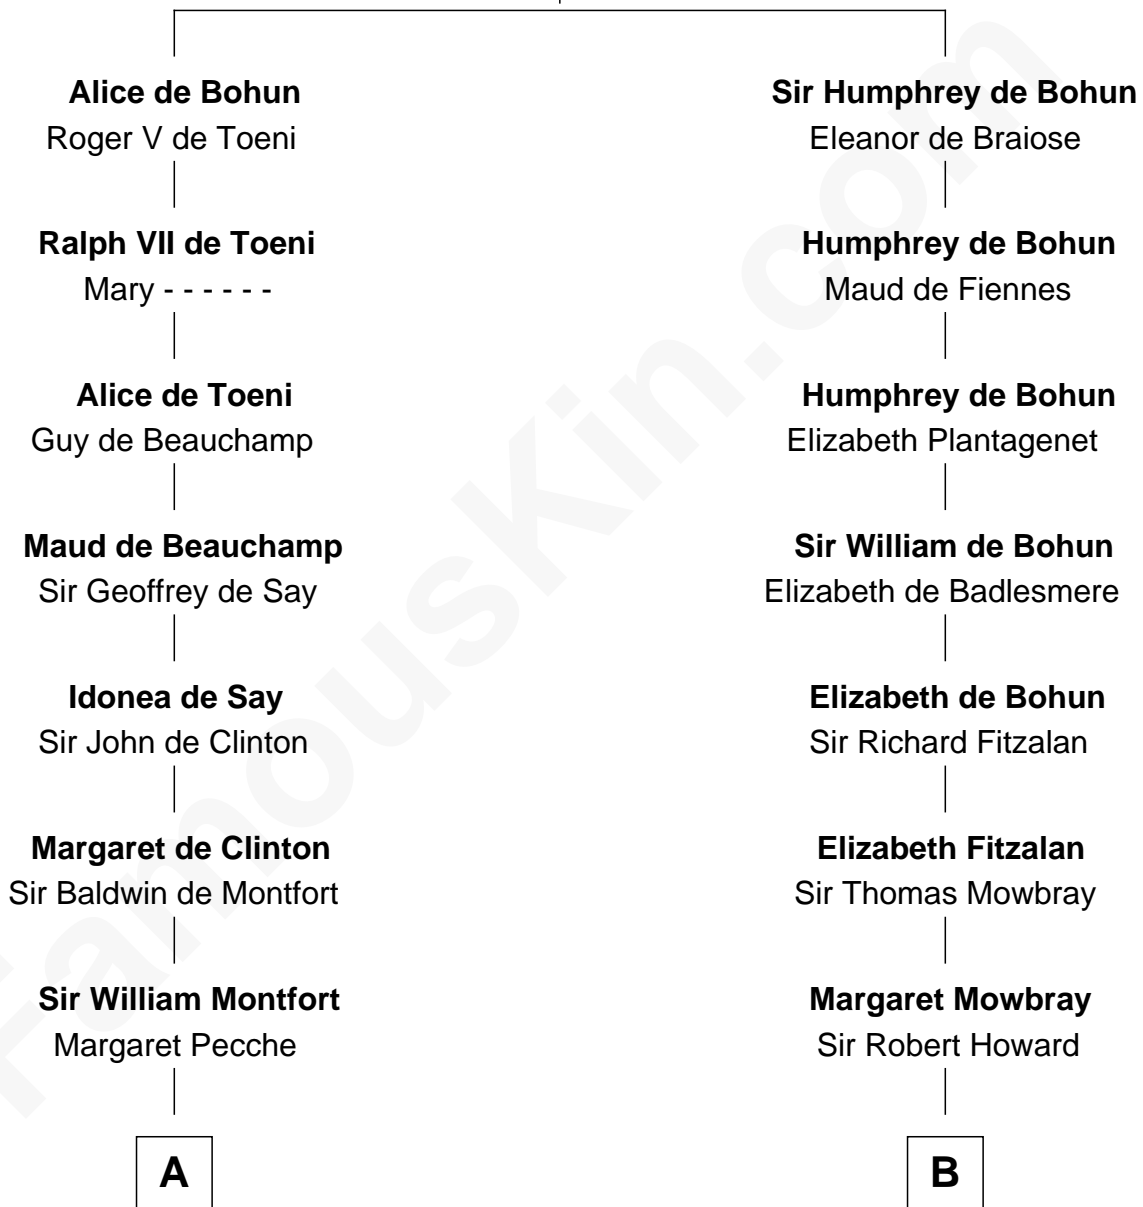 Alice de Bohun
Roger V de Toeni
Sir Humphrey de Bohun
Eleanor de Braiose
Ralph VII de Toeni
Mary - - - - - -
Humphrey de Bohun
Maud de Fiennes
Alice de Toeni
Guy de Beauchamp
Humphrey de Bohun
Elizabeth Plantagenet
Maud de Beauchamp
Sir Geoffrey de Say
Sir William de Bohun
Elizabeth de Badlesmere
Idonea de Say
Sir John de Clinton
Elizabeth de Bohun
Sir Richard Fitzalan
Margaret de Clinton
Sir Baldwin de Montfort
Elizabeth Fitzalan
Sir Thomas Mowbray
Sir William Montfort
Margaret Pecche
Margaret Mowbray
Sir Robert Howard
A
B
FamousKin.com